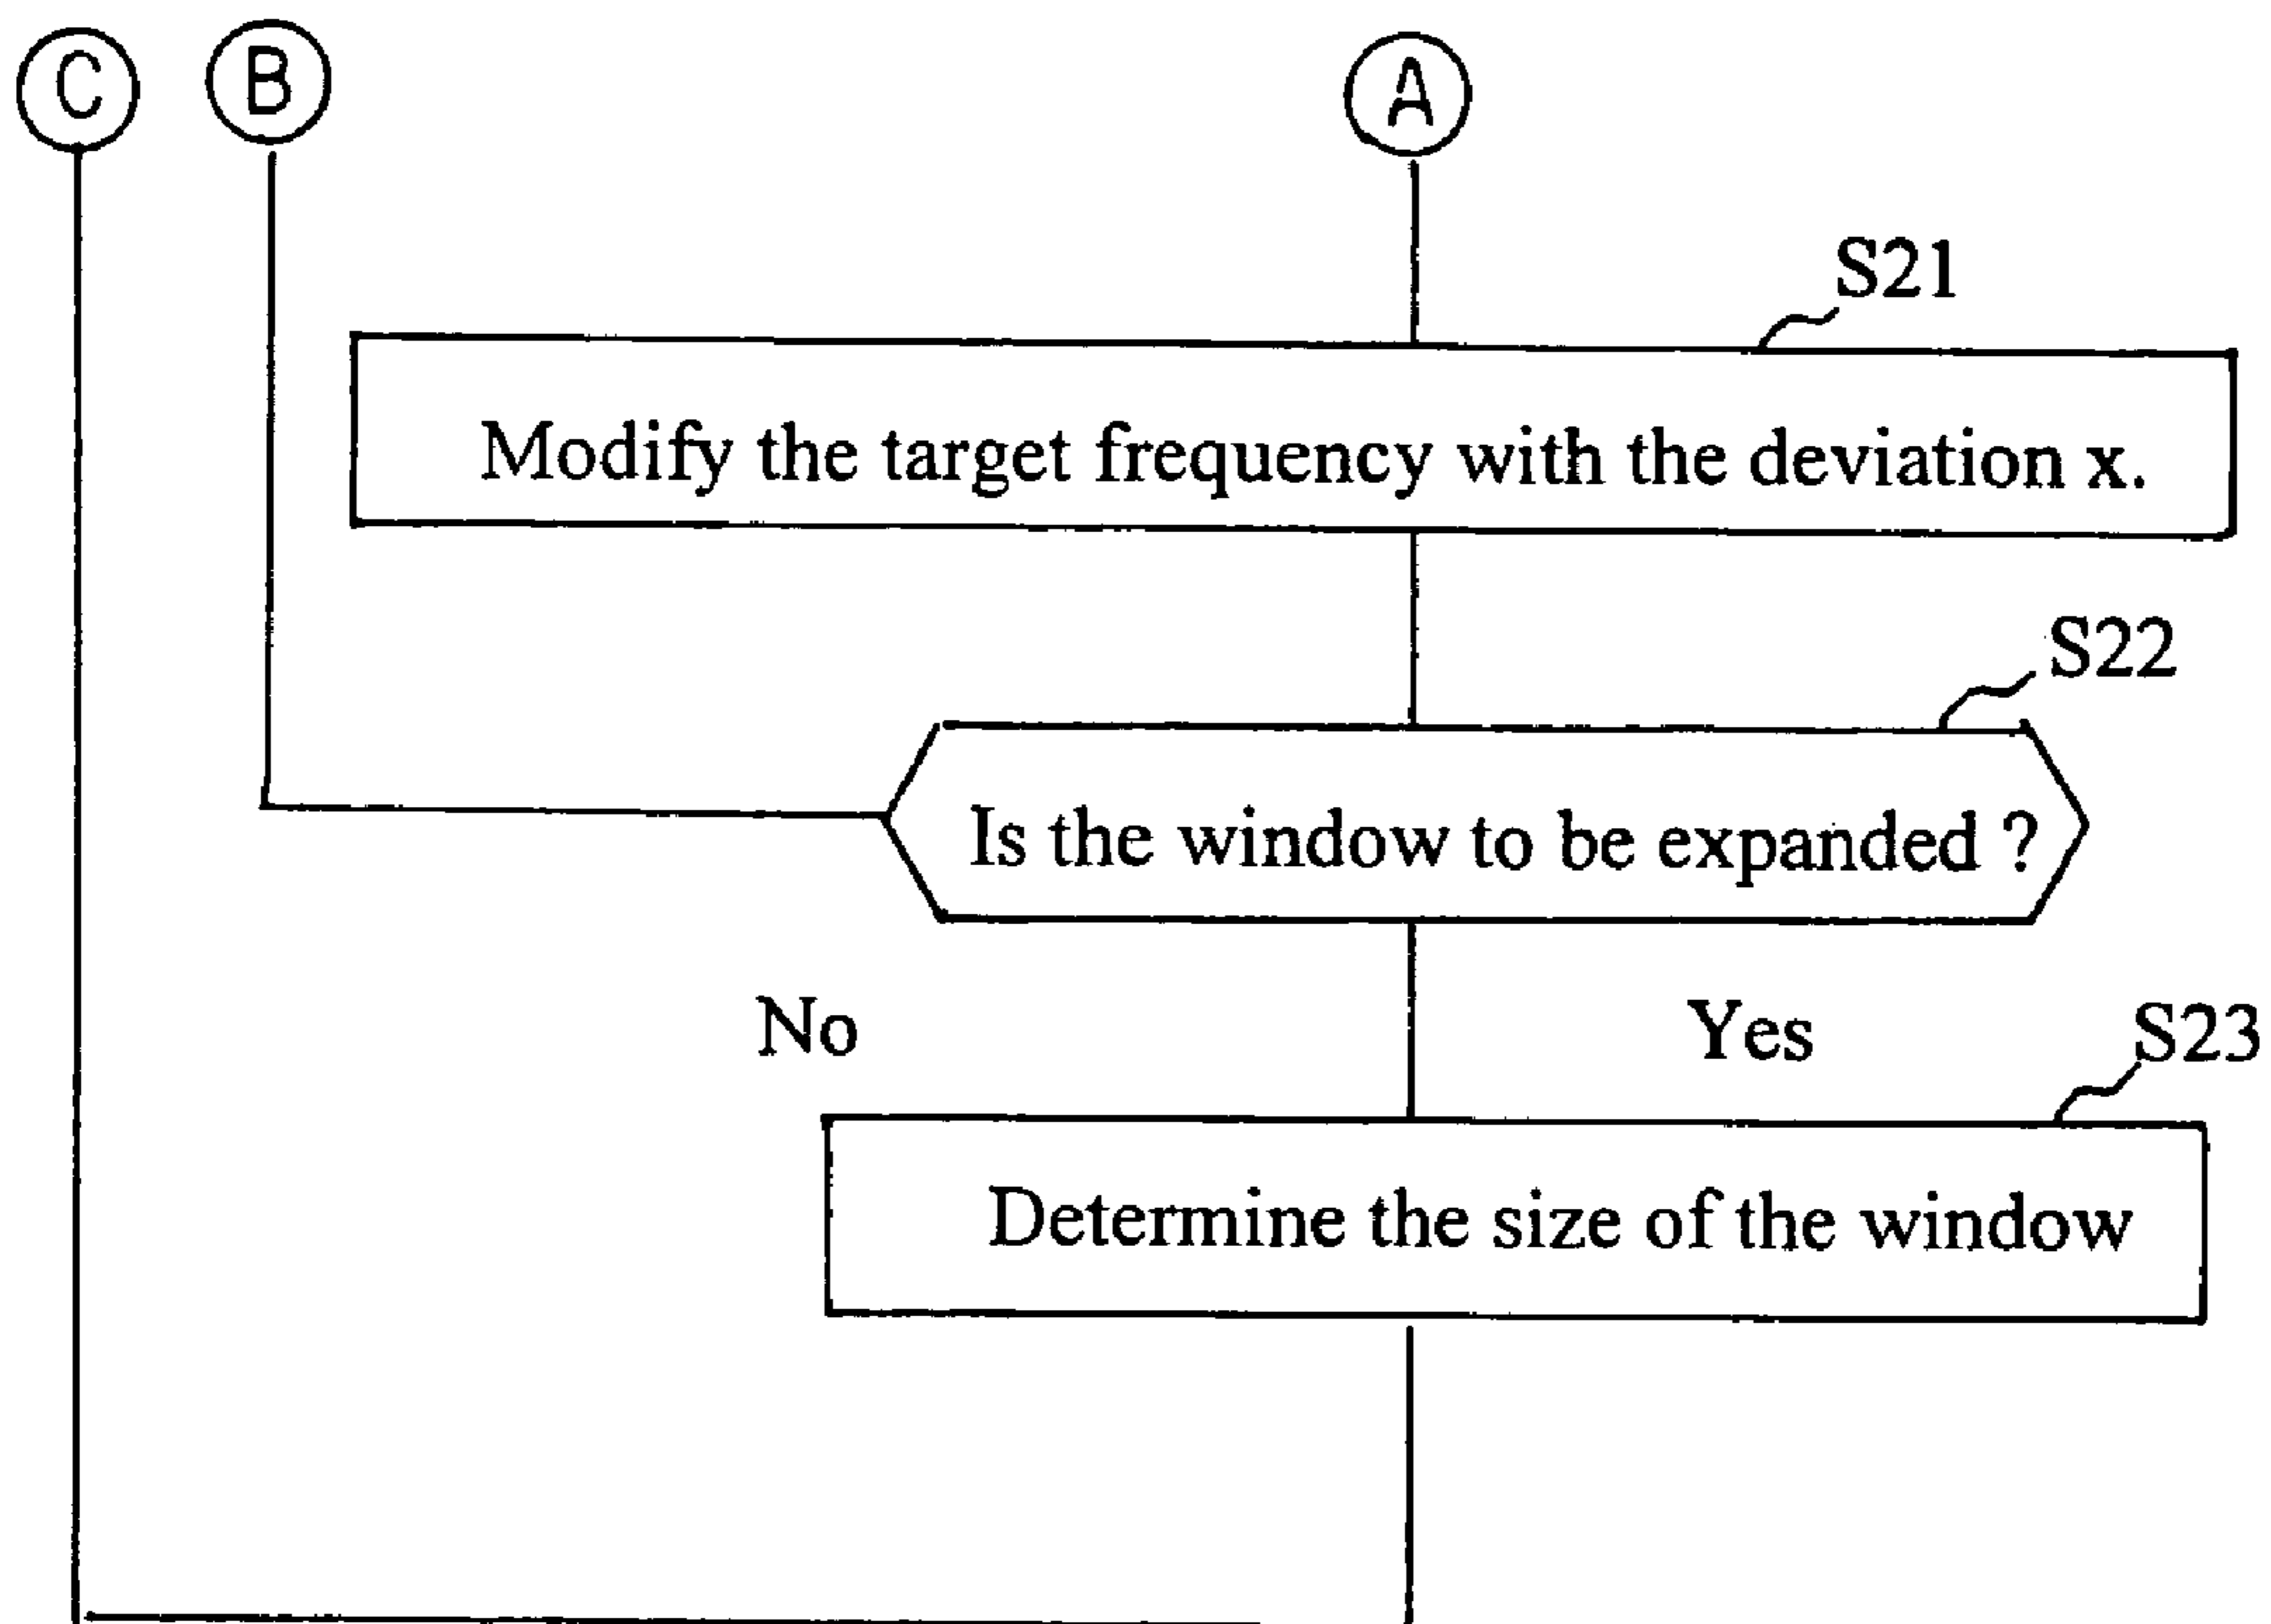 C
B
A
S21
Modify the target frequency with the deviation x.
S22
Is the window to be expanded ?
No
Yes
S23
Determine the size of the window